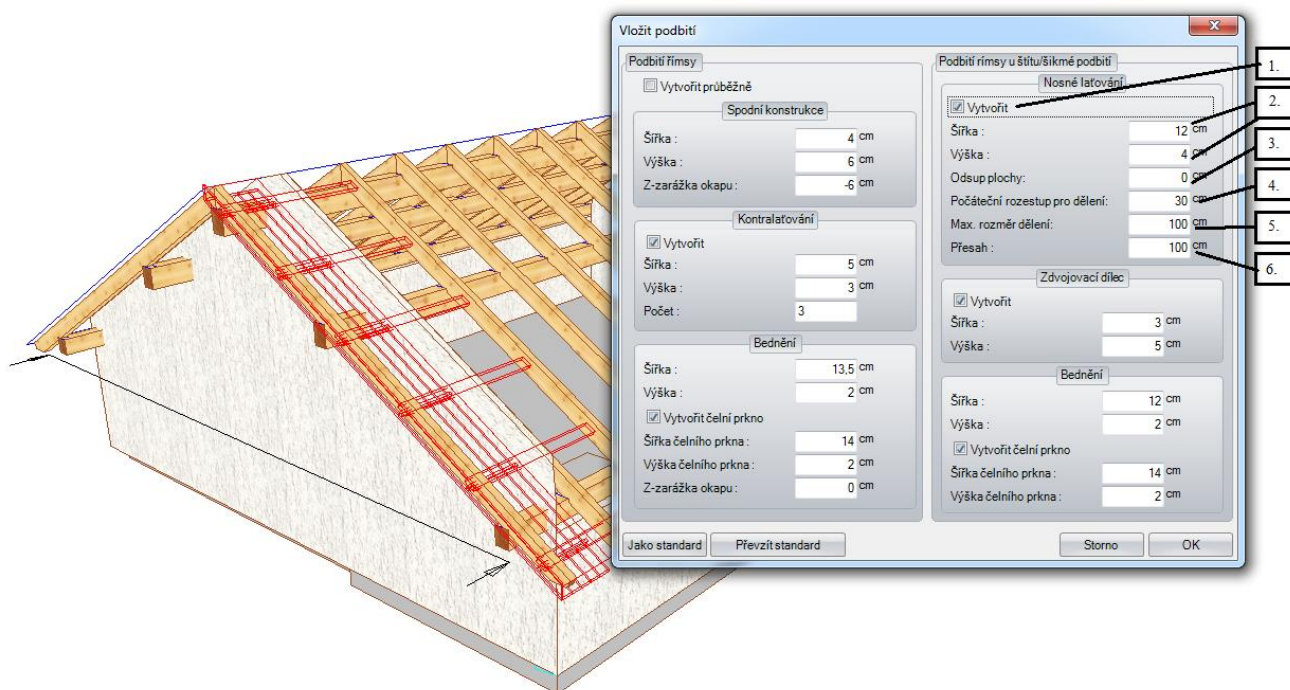 Vložit podbití
Podbití římsy
Vytvořit průběžně
Spodní konstrukce
Šířka : 4 cm
Výška : 6 cm
Z-zarážka okapu : -6 cm
Kontralaťování
Vytvořit
Šířka : 5 cm
Výška : 3 cm
Počet : 3
Bednění
Šířka : 13,5 cm
Výška : 2 cm
Vytvořit čelní prkno
Šířka čelního prkna : 14 cm
Výška čelního prkna : 2 cm
Z-zarážka okapu : 0 cm
Podbití rímsy u štítu/šikmé podbití
Nosné laťování
Vytvořit
Šířka : 12 cm
Výška : 4 cm
Odsup plochy: 0 cm
Počáteční rozestup pro dělení: 30 cm
Max. rozměr dělení: 100 cm
Přesah : 100 cm
Zdvojovací dílec
Vytvořit
Šířka : 3 cm
Výška : 5 cm
Bednění
Šířka : 12 cm
Výška : 2 cm
Vytvořit čelní prkno
Šířka čelního prkna : 14 cm
Výška čelního prkna : 2 cm
Jako standard Převzít standard Storno OK
1.
2.
3.
4.
5.
6.